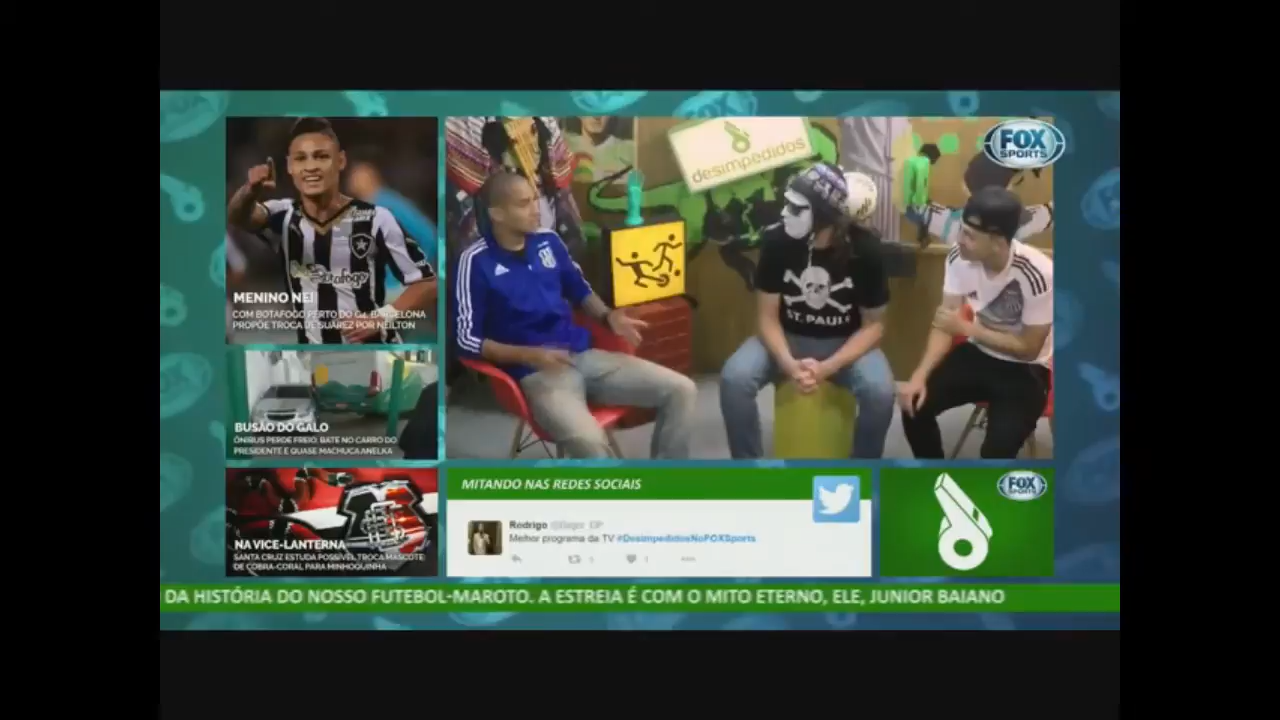 MENINO NEI
COM BOTAFOGO PERTO DO G4, BARCELONA
PROPÕE TROCA DE SUÁREZ POR NEILTON
BUSÃO DO GALO
ÔNIBUS PERDE FREIO, BATE NO CARRO DO
PRESIDENTE E QUASE MACHUCA ANELKA
NA VICE-LANTERNA
SANTA CRUZ ESTUDA POSSÍVEL TROCA MASCOTE
DE COBRA-CORAL PARA MINHOQUINHA
desimpedidos
FOX
SPORTS
ST. PAULI
MITANDO NAS REDES SOCIAIS
Rodrigo
Melhor programa da TV #DesimpedidosNoFOXSports
FOX
SPORTS
DA HISTÓRIA DO NOSSO FUTEBOL-MAROTO. A ESTREIA É COM O MITO ETERNO, ELE, JUNIOR BAIANO